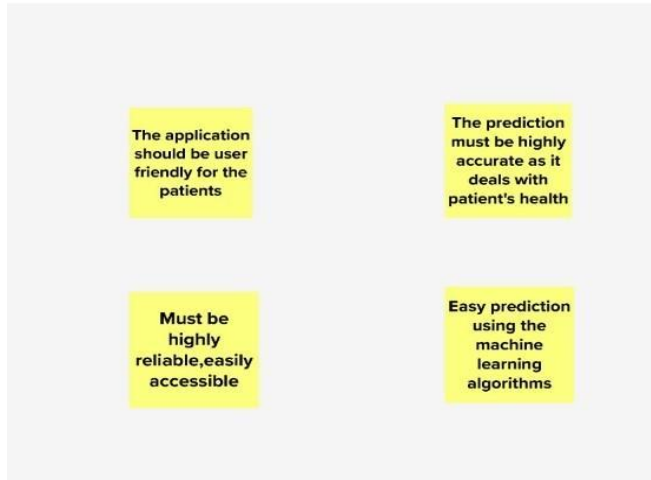 The application
should be user
friendly for the
patients
The prediction
must be highly
accurate as it
deals with
patient's health
Must be
highly
reliable,easily
accessible
Easy prediction
using the
machine
learning
algorithms